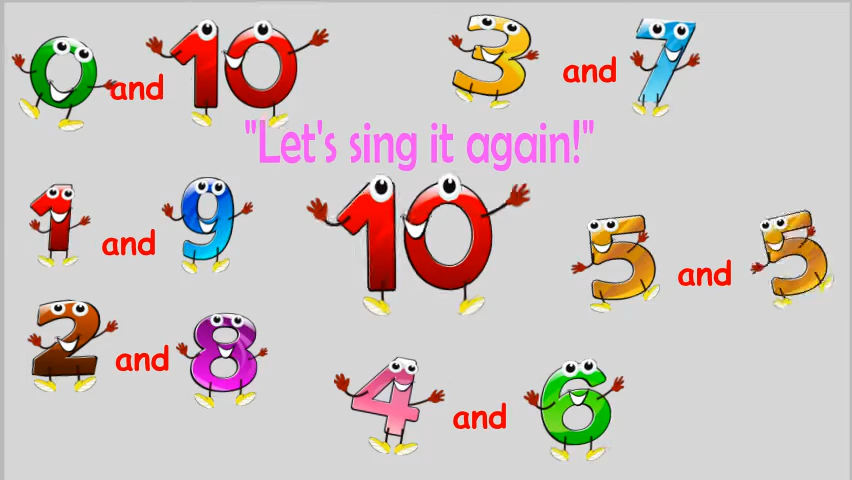 0 and 10
3 and 7
"Let's sing it again!"
1 and 9
10
5 and 5
2 and 8
4 and 6